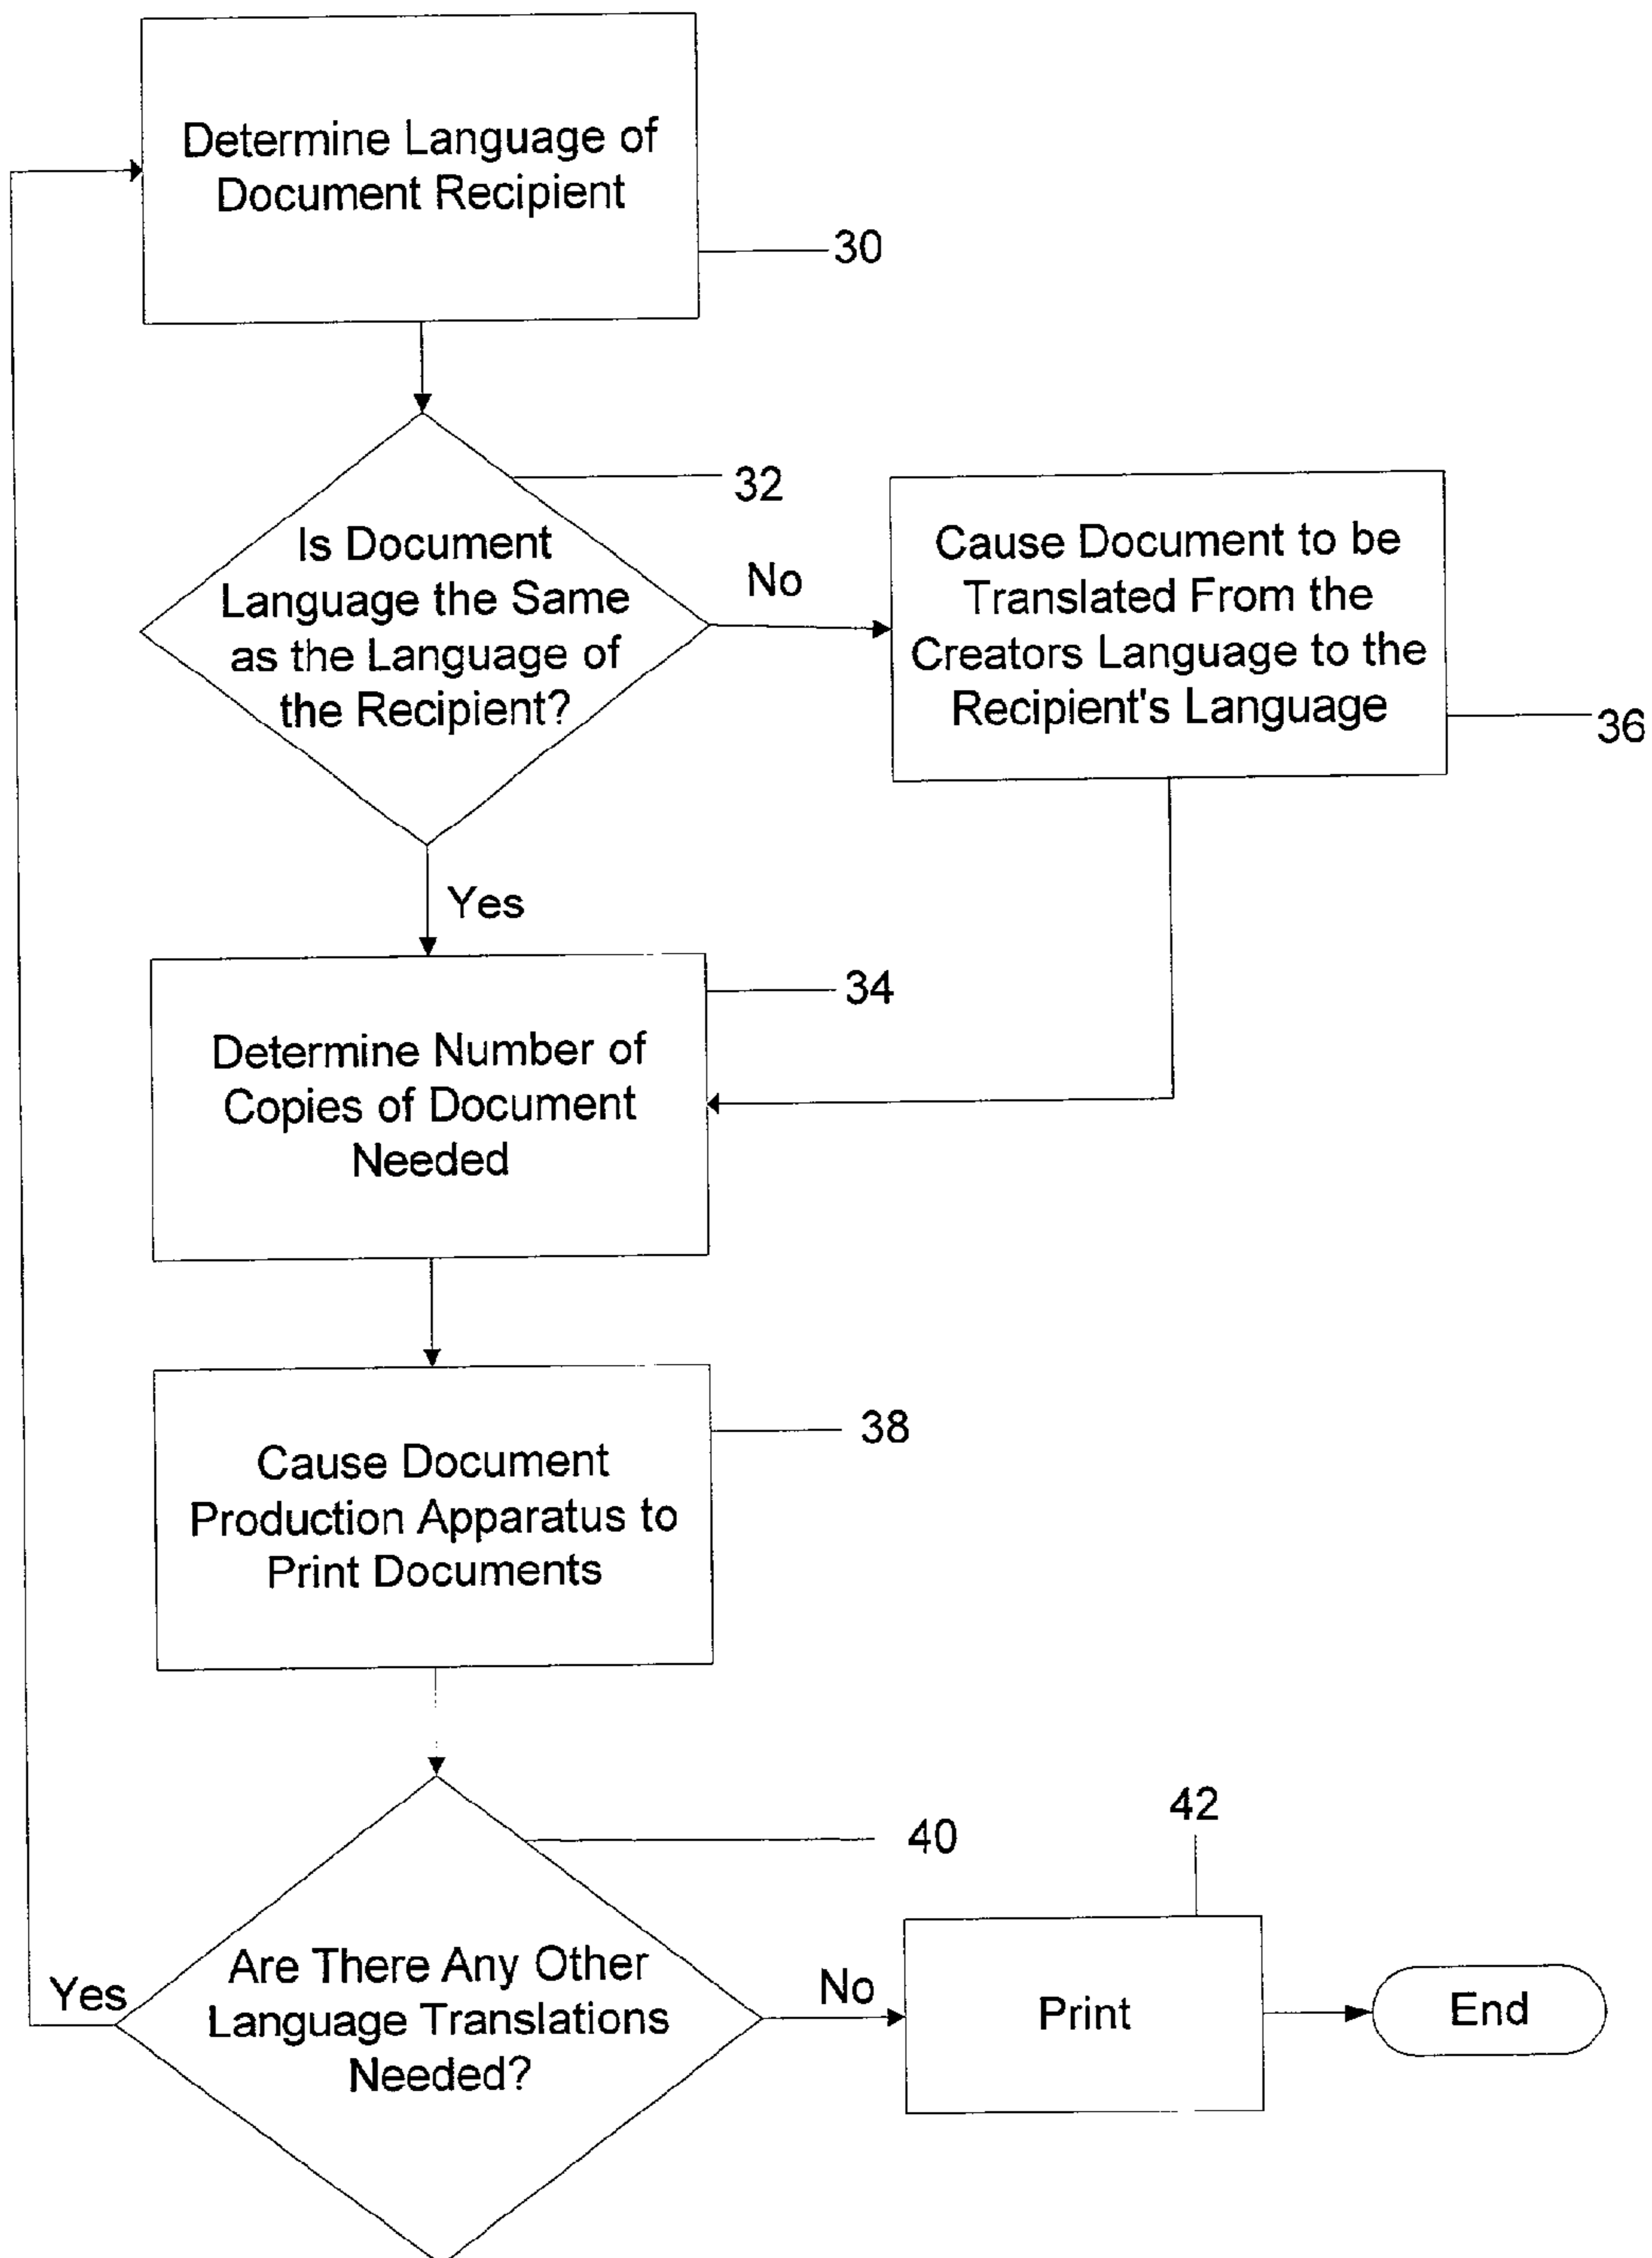 Determine Language of
Document Recipient
30
32
Is Document
Language the Same
as the Language of
the Recipient?
No
Cause Document to be
Translated From the
Creators Language to the
Recipient's Language
36
Yes
34
Determine Number of
Copies of Document
Needed
38
Cause Document
Production Apparatus to
Print Documents
40
42
Are There Any Other
Language Translations
Needed?
Yes
No
Print
End